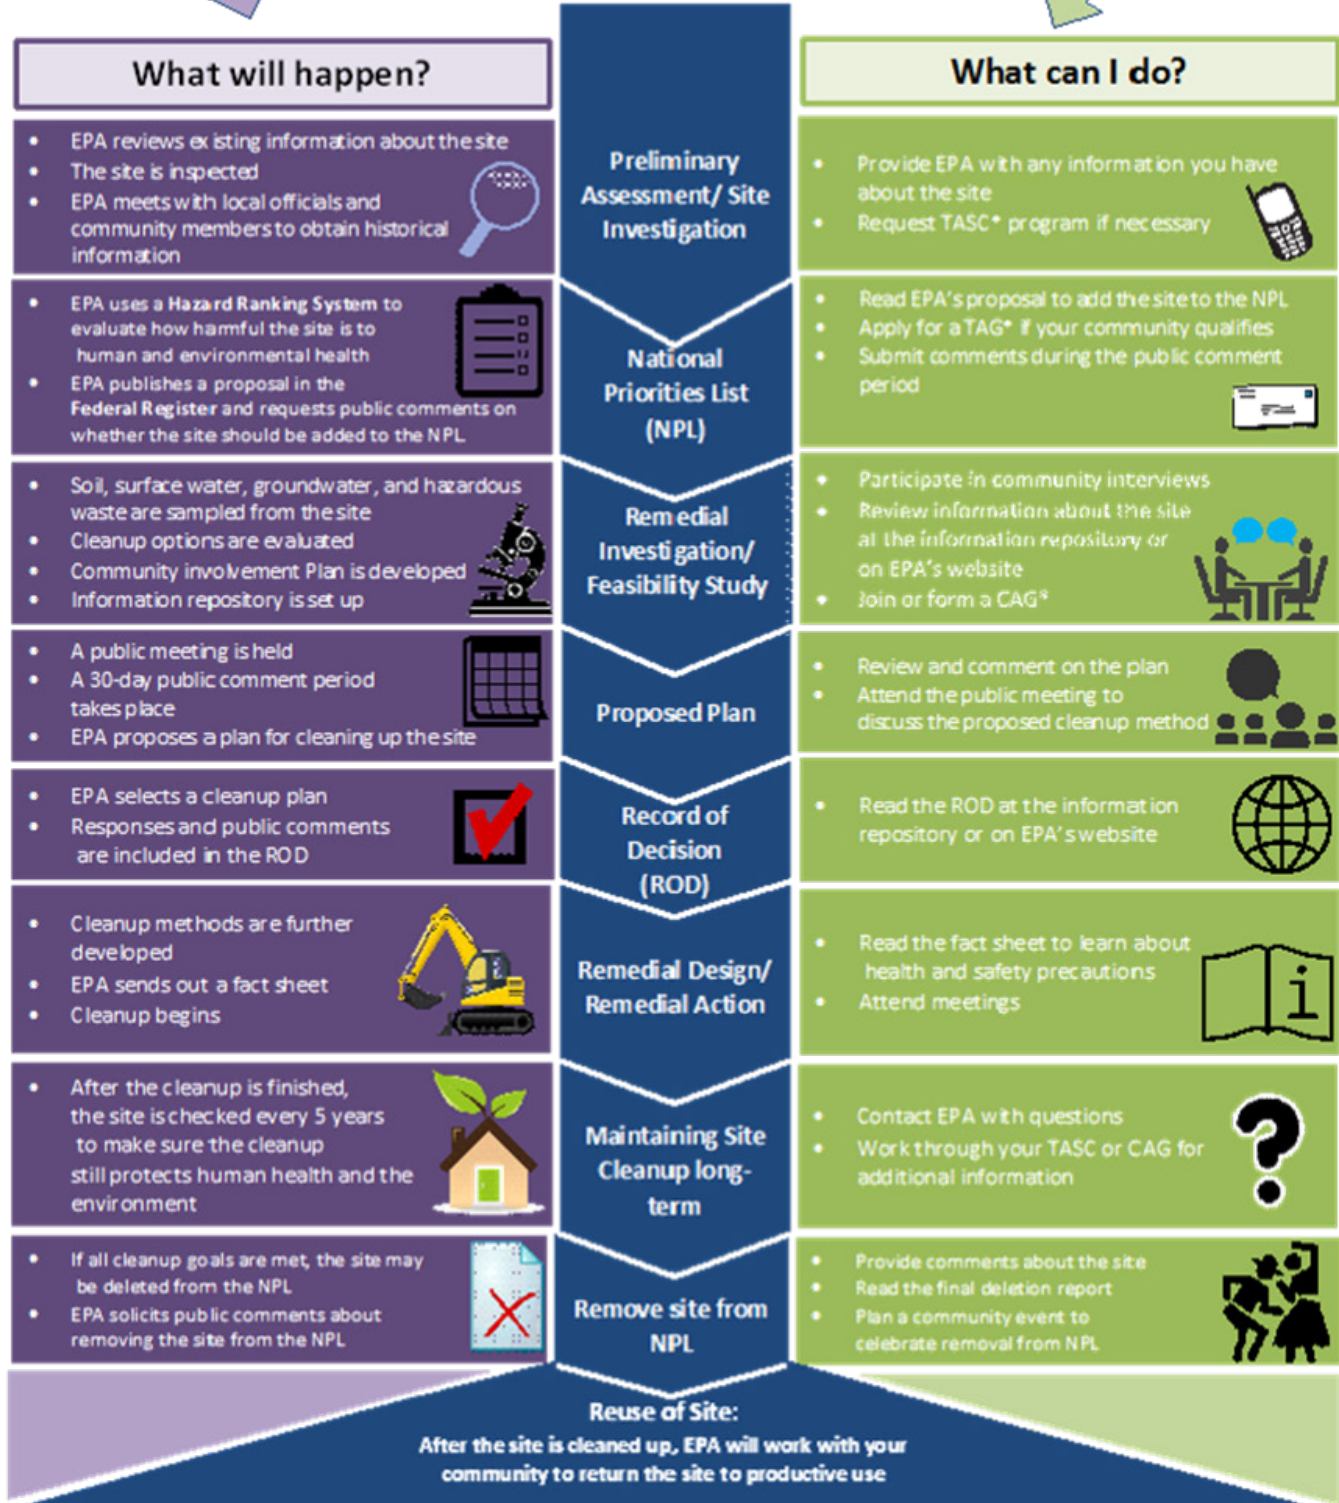 What will happen?
What can I do?
• EPA reviews existing information about the site
• The site is inspected
• EPA meets with local officials and
community members to obtain historical
information
Preliminary
Assessment/ Site
Investigation
• Provide EPA with any information you have
about the site
• Request TASC* program if necessary
• EPA uses a Hazard Ranking System to
evaluate how harmful the site is to
human and environmental health
• EPA publishes a proposal in the
Federal Register and requests public comments on
whether the site should be added to the NPL
National
Priorities List
(NPL)
• Read EPA's proposal to add the site to the NPL
• Apply for a TAG* if your community qualifies
• Submit comments during the public comment
period
• Soil, surface water, groundwater, and hazardous
waste are sampled from the site
• Cleanup options are evaluated
• Community involvement Plan is developed
• Information repository is set up
Remedial
Investigation/
Feasibility Study
• Participate in community interviews
• Review information about the site
at the information repository or
on EPA's website
• Join or form a CAG*
• A public meeting is held
• A 30-day public comment period
takes place
• EPA proposes a plan for cleaning up the site
Proposed Plan
• Review and comment on the plan
• Attend the public meeting to
discuss the proposed cleanup method
• EPA selects a cleanup plan
• Responses and public comments
are included in the ROD
Record of
Decision
(ROD)
• Read the ROD at the information
repository or on EPA's website
• Cleanup methods are further
developed
• EPA sends out a fact sheet
• Cleanup begins
Remedial Design/
Remedial Action
• Read the fact sheet to learn about
health and safety precautions
• Attend meetings
i
• After the cleanup is finished,
the site is checked every 5 years
to make sure the cleanup
still protects human health and the
environment
Maintaining Site
Cleanup long-
term
• Contact EPA with questions
• Work through your TASC or CAG for
additional information
?
• If all cleanup goals are met, the site may
be deleted from the NPL
• EPA solicits public comments about
removing the site from the NPL
Remove site from
NPL
• Provide comments about the site
• Read the final deletion report
• Plan a community event to
celebrate removal from NPL
Reuse of Site:
After the site is cleaned up, EPA will work with your
community to return the site to productive use